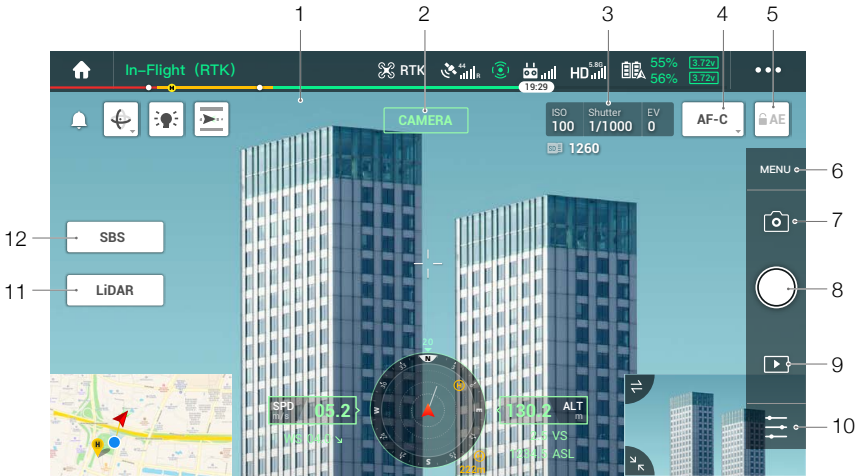 1
2
3
4
5
In-Flight (RTK)
RTK
44
R
HD
5.8G
55%
3.72v
56%
3.72v
19:29
CAMERA
ISO
100
Shutter
1/1000
EV
0
AF-C
AE
1260
MENU
6
7
12
SBS
11
LiDAR
8
9
20
N
W
E
S
SPD
m/s
05.2
130.2
ALT
m
VS
ASL
WS
H
222m
10